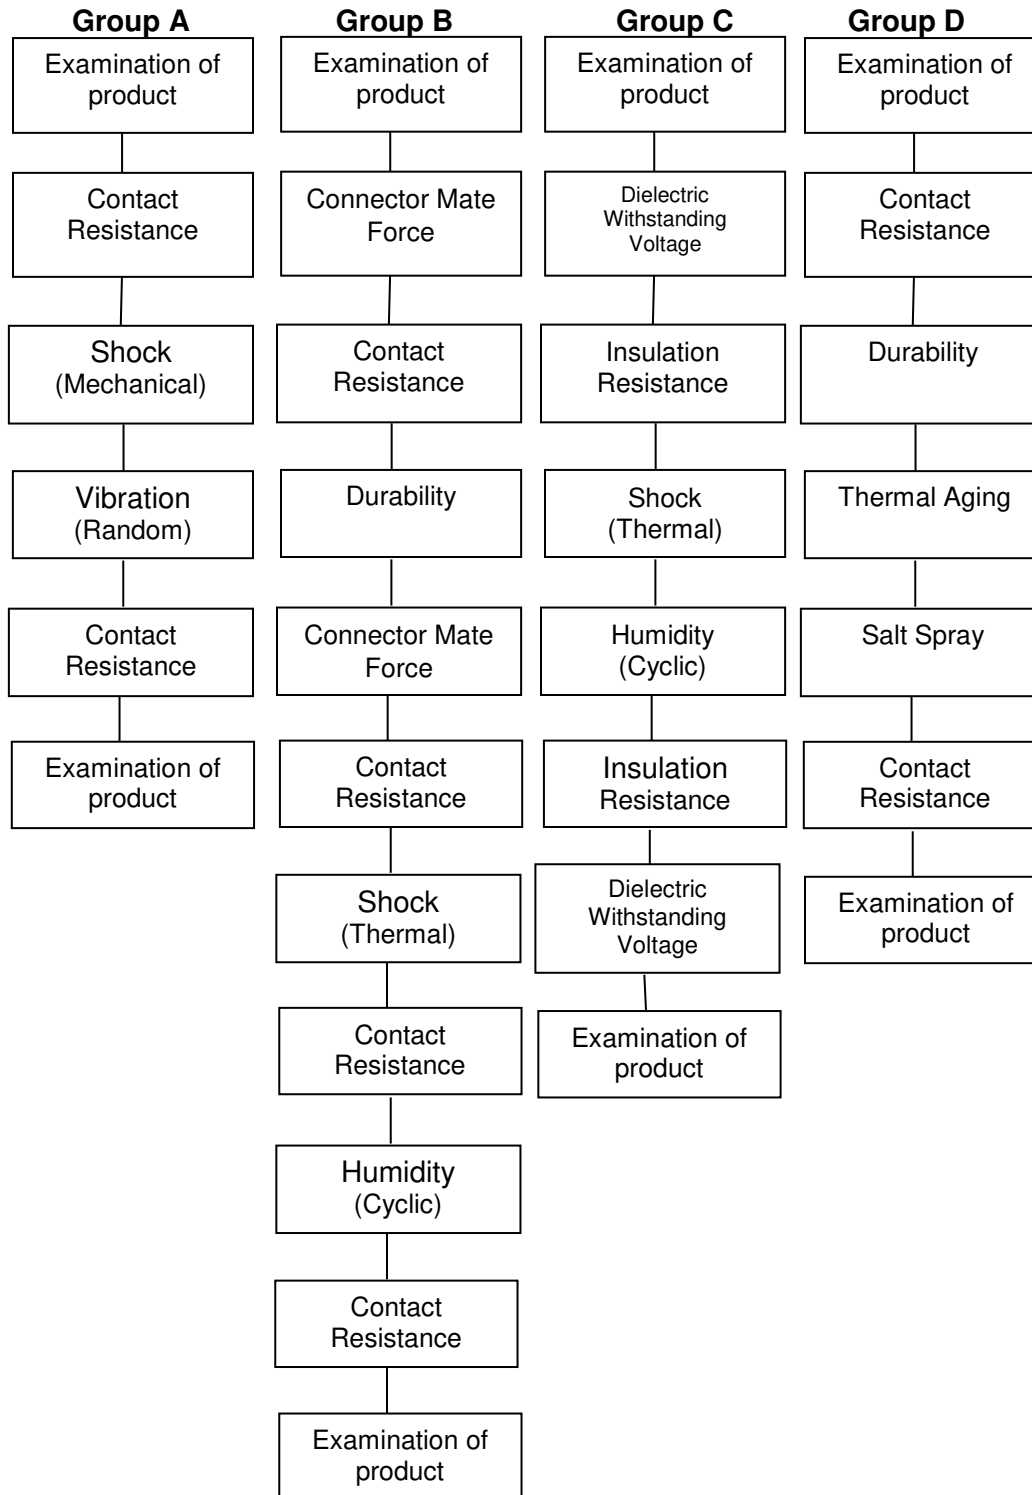 Group A
Examination of
product
Contact
Resistance
Shock
(Mechanical)
Vibration
(Random)
Contact
Resistance
Examination of
product
Group B
Examination of
product
Connector Mate
Force
Contact
Resistance
Durability
Connector Mate
Force
Contact
Resistance
Shock
(Thermal)
Contact
Resistance
Humidity
(Cyclic)
Contact
Resistance
Examination of
product
Group C
Examination of
product
Dielectric
Withstanding
Voltage
Insulation
Resistance
Shock
(Thermal)
Humidity
(Cyclic)
Insulation
Resistance
Dielectric
Withstanding
Voltage
Examination of
product
Group D
Examination of
product
Contact
Resistance
Durability
Thermal Aging
Salt Spray
Contact
Resistance
Examination of
product